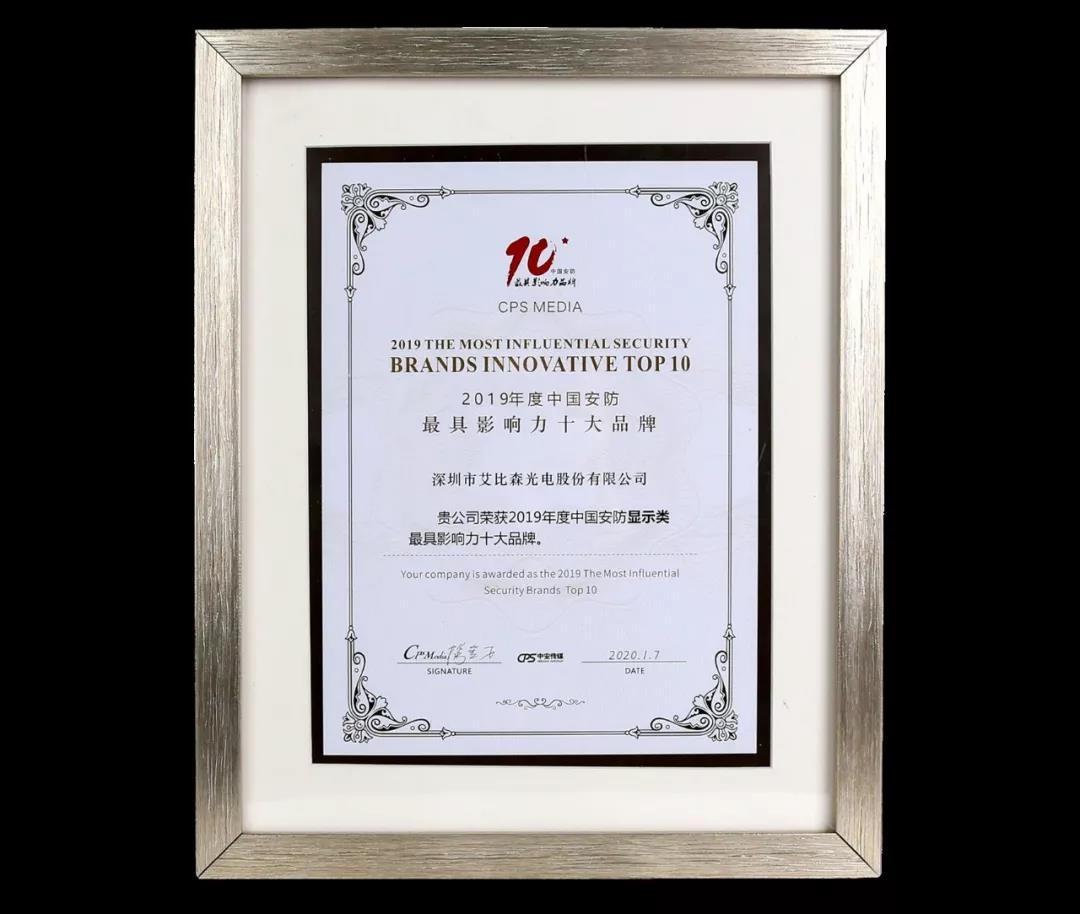 10
中国安防
最具影响力品牌
CPS MEDIA
2019 THE MOST INFLUENTIAL SECURITY
BRANDS INNOVATIVE TOP 10
2019年度中国安防
最具影响力十大品牌
深圳市艾比森光电股份有限公司
贵公司荣获2019年度中国安防显示类
最具影响力十大品牌。
Your company is awarded as the 2019 The Most Influential
Security Brands Top 10
CPS Media
SIGNATURE
CPS 中安传媒
2020.1.7
DATE